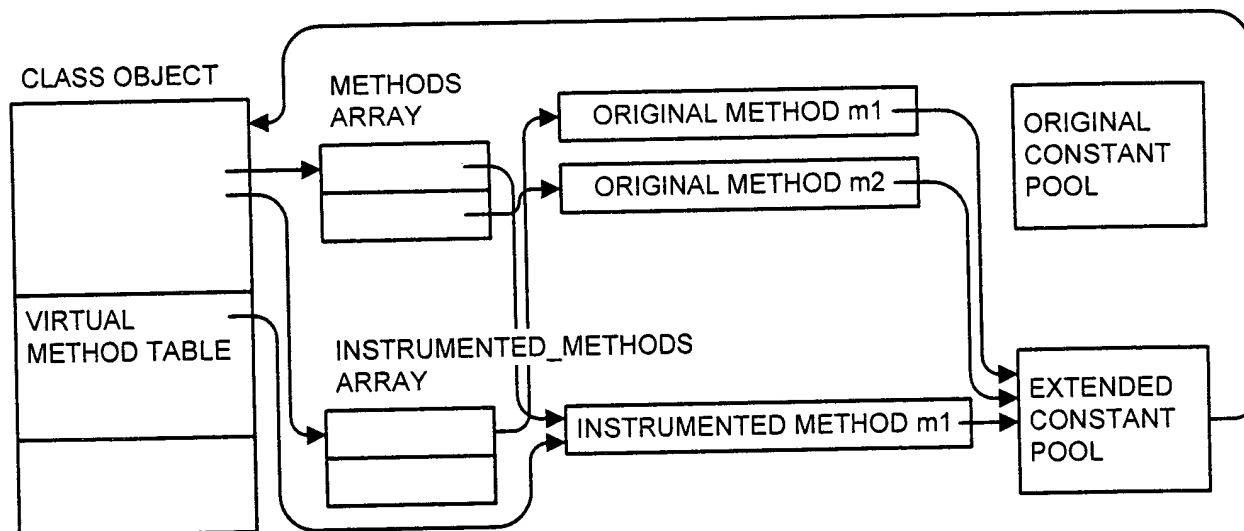 CLASS OBJECT
METHODS
ARRAY
ORIGINAL METHOD m1
ORIGINAL METHOD m2
ORIGINAL
CONSTANT
POOL
VIRTUAL
METHOD TABLE
INSTRUMENTED_METHODS
ARRAY
INSTRUMENTED METHOD m1
EXTENDED
CONSTANT
POOL